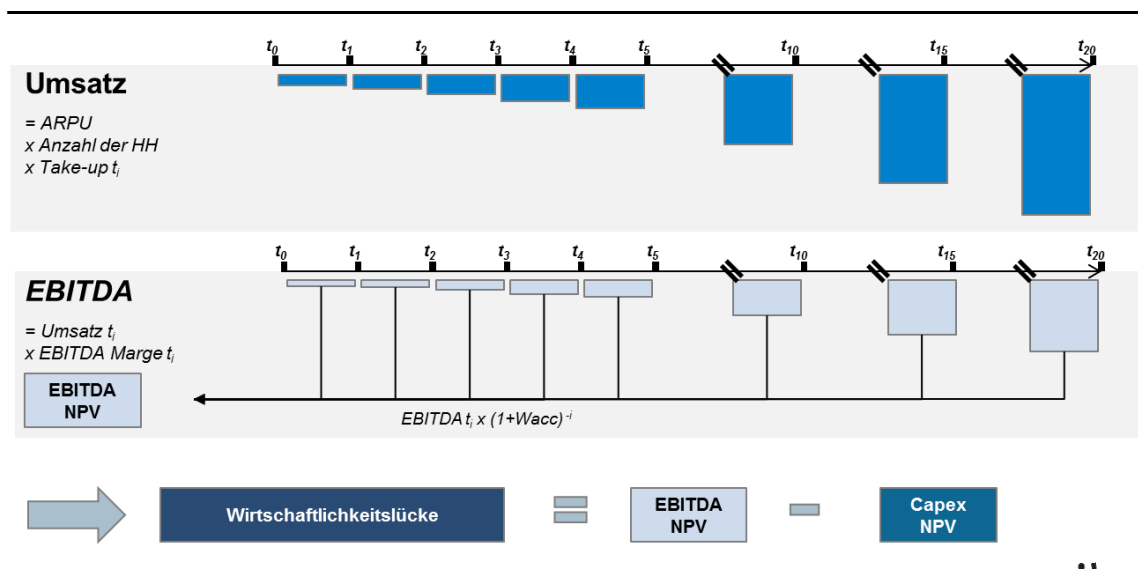 t0 t1 t2 t3 t4 t5 t10 t15 t20
Umsatz
= ARPU
x Anzahl der HH
x Take-up ti
t0 t1 t2 t3 t4 t5 t10 t15 t20
EBITDA
= Umsatz ti
x EBITDA Marge ti
EBITDA
NPV
EBITDA ti x (1+Wacc) -i
Wirtschaftlichkeitslücke = EBITDA
NPV - Capex
NPV